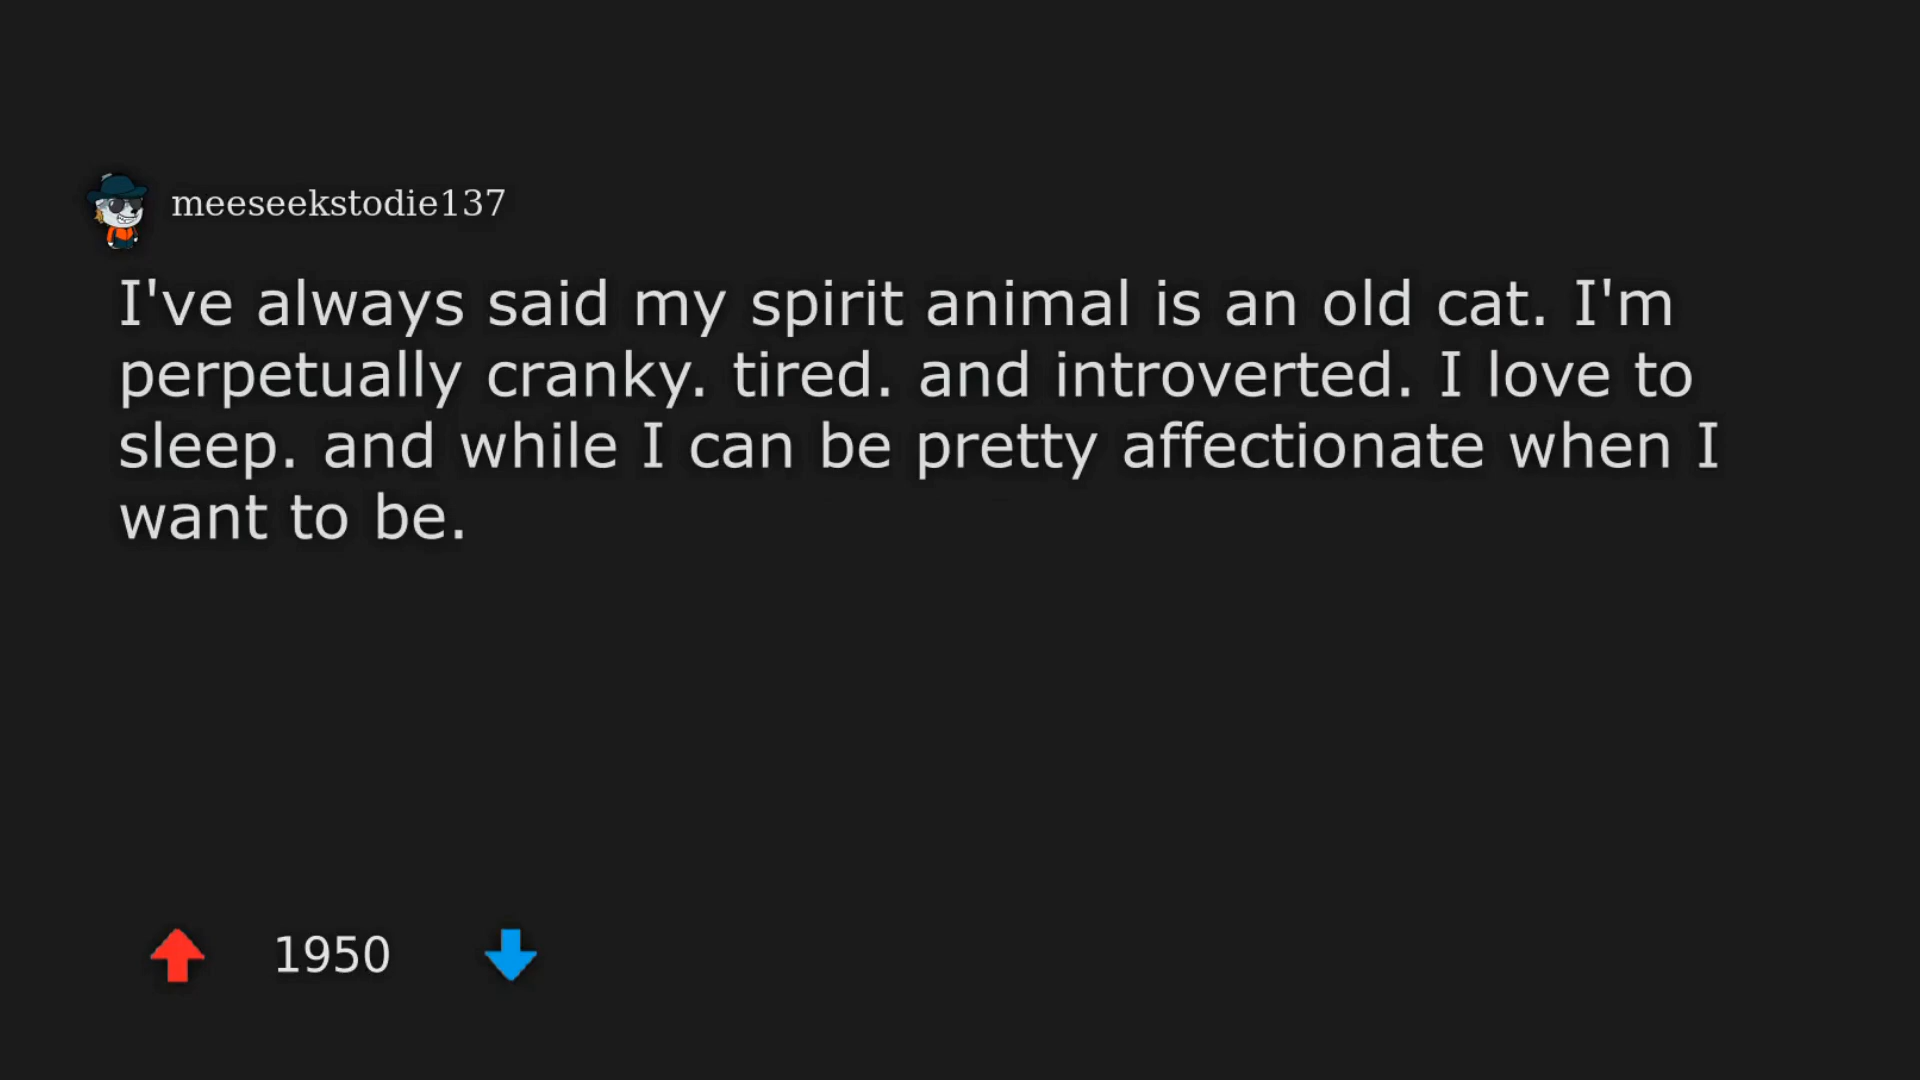 meeseekstodie137
I've always said my spirit animal is an old cat. I'm
perpetually cranky. tired. and introverted. I love to
sleep. and while I can be pretty affectionate when I
want to be.
1950